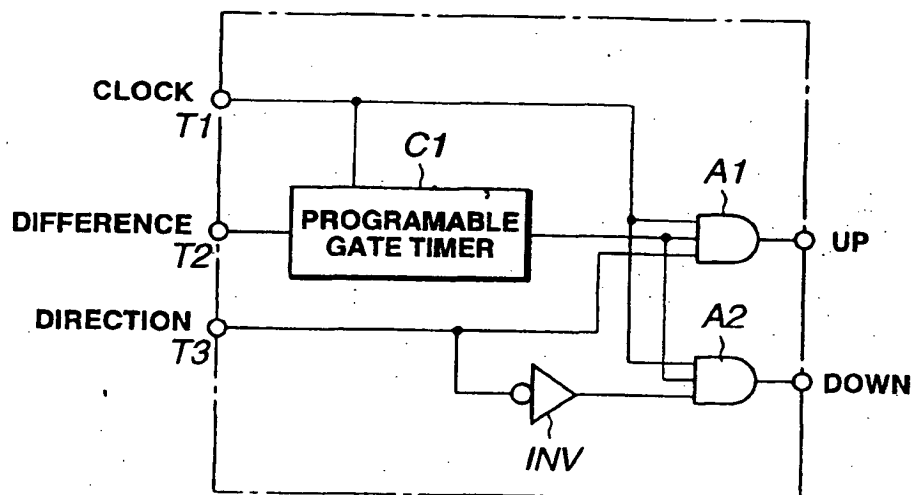 CLOCK
T1
C1
A1
DIFFERENCE
T2
PROGRAMABLE
GATE TIMER
UP
DIRECTION
T3
A2
DOWN
INV